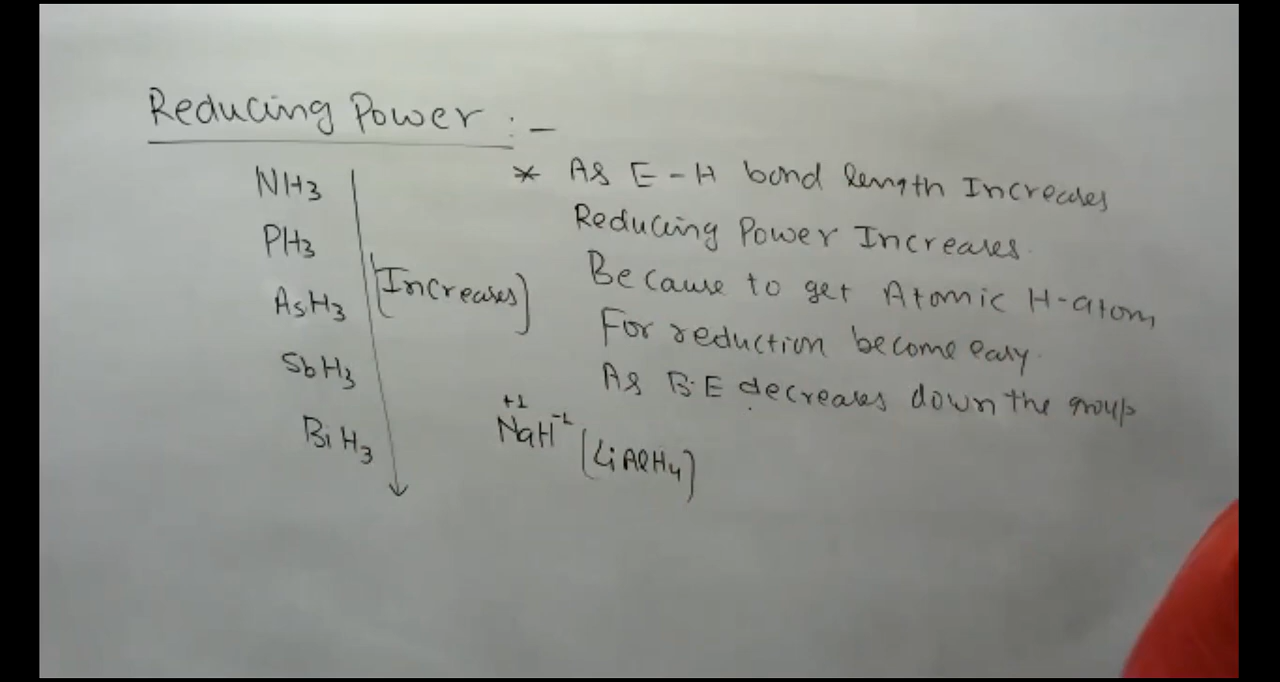 Reducing Power :-
NH3
PH3
AsH3
SbH3
BiH3
[Increases]
* As E-H bond length Increases
Reducing Power Increases.
Because to get Atomic H-atom
For reduction become easy.
As B.E decreases down the group
+1 -1
NaH
[LiAlH4]